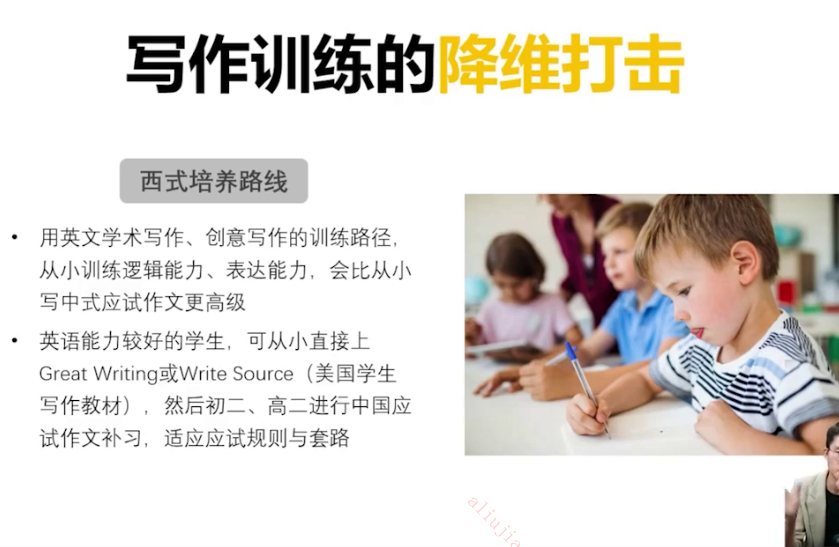 写作训练的降维打击
西式培养路线
• 用英文学术写作、创意写作的训练路径，
从小训练逻辑能力、表达能力，会比从小
写中式应试作文更高级
• 英语能力较好的学生，可从小直接上
Great Writing或Write Source（美国学生
写作教材），然后初二、高二进行中国应
试作文补习，适应应试规则与套路
aliujia